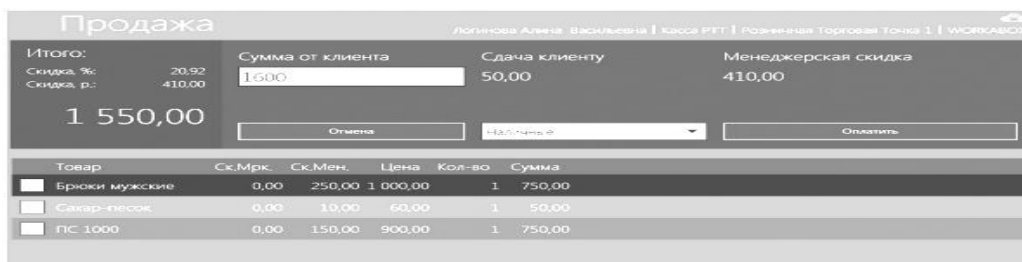 Продажа
Логинова Алина Васильевна | Касса РТТ | Розничная Торговая Точка 1 |
Итого:
Скидка, %: 20,92
Скидка, р.: 410,00
1 550,00
Сумма от клиента
1600
Сдача клиенту
50,00
Менеджерская скидка
410,00
Отмена
Наличные
Оплатить
Товар Ск.Мрк. Ск.Мен. Цена Кол-во Сумма
Брюки мужские 0,00 250,00 1 000,00 1 750,00
Сахар-песок 0,00 10,00 60,00 1 50,00
ПС 1000 0,00 150,00 900,00 1 750,00